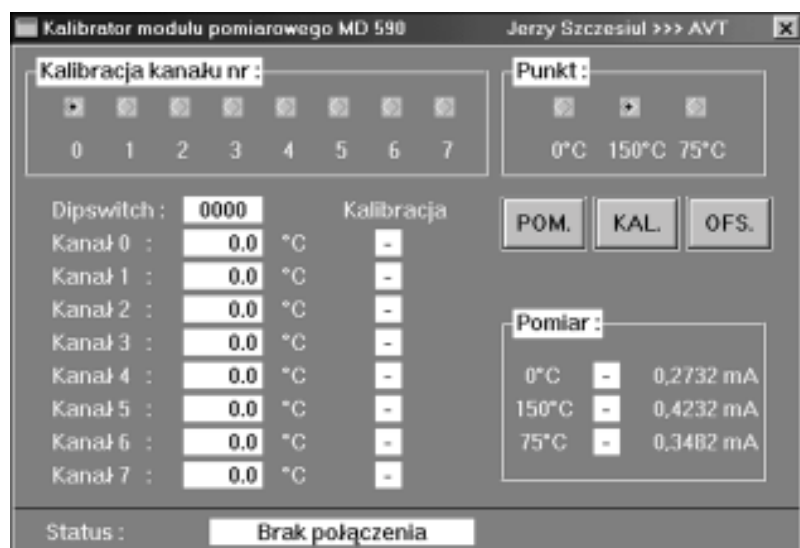 Kalibrator modułu pomiarowego MD 590 Jerzy Szczesiul >>> AVT
Kalibracja kanału nr :
0 1 2 3 4 5 6 7
Punkt :
0°C 150°C 75°C
Dipswitch : 0000 Kalibracja
Kanał 0 : 0.0 °C -
Kanał 1 : 0.0 °C -
Kanał 2 : 0.0 °C -
Kanał 3 : 0.0 °C -
Kanał 4 : 0.0 °C -
Kanał 5 : 0.0 °C -
Kanał 6 : 0.0 °C -
Kanał 7 : 0.0 °C -
POM. KAL. OFS.
Pomiar :
0°C - 0,2732 mA
150°C - 0,4232 mA
75°C - 0,3482 mA
Status : Brak połączenia